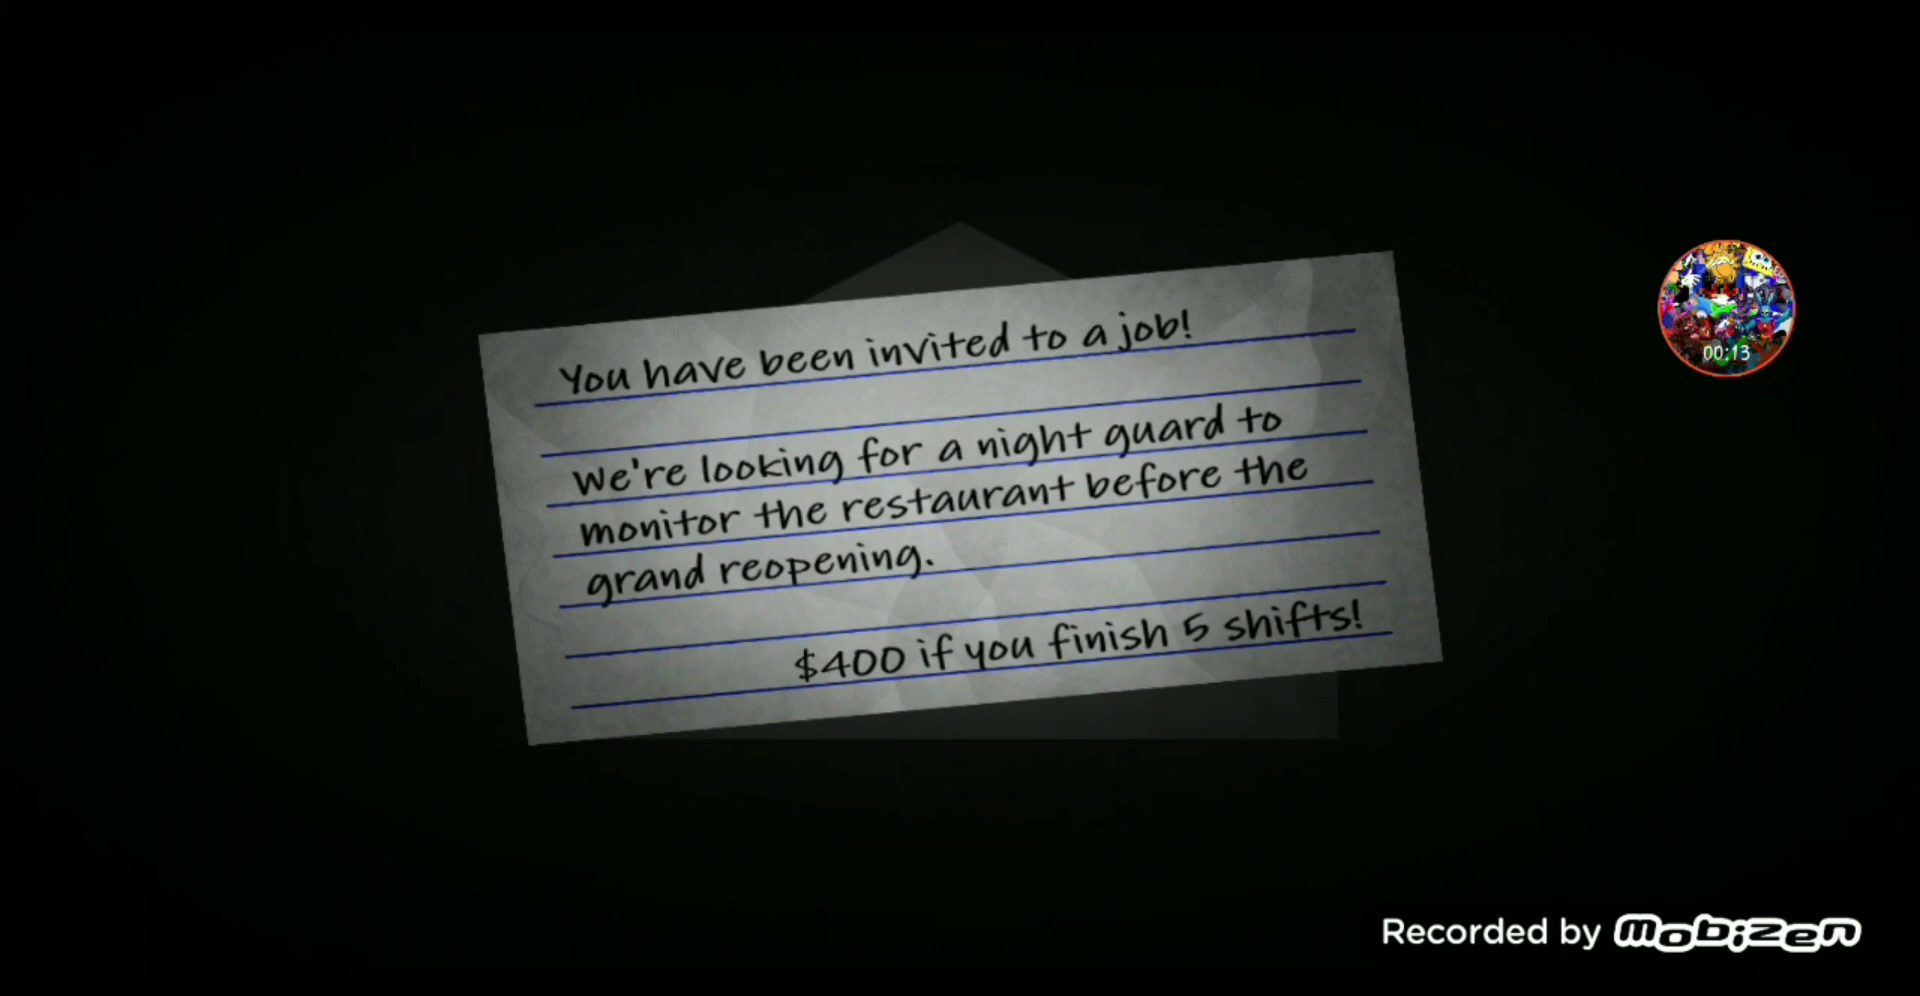 You have been invited to a job!
We're looking for a night guard to
monitor the restaurant before the
grand reopening.
$400 if you finish 5 shifts!
00:13
Recorded by mobizen